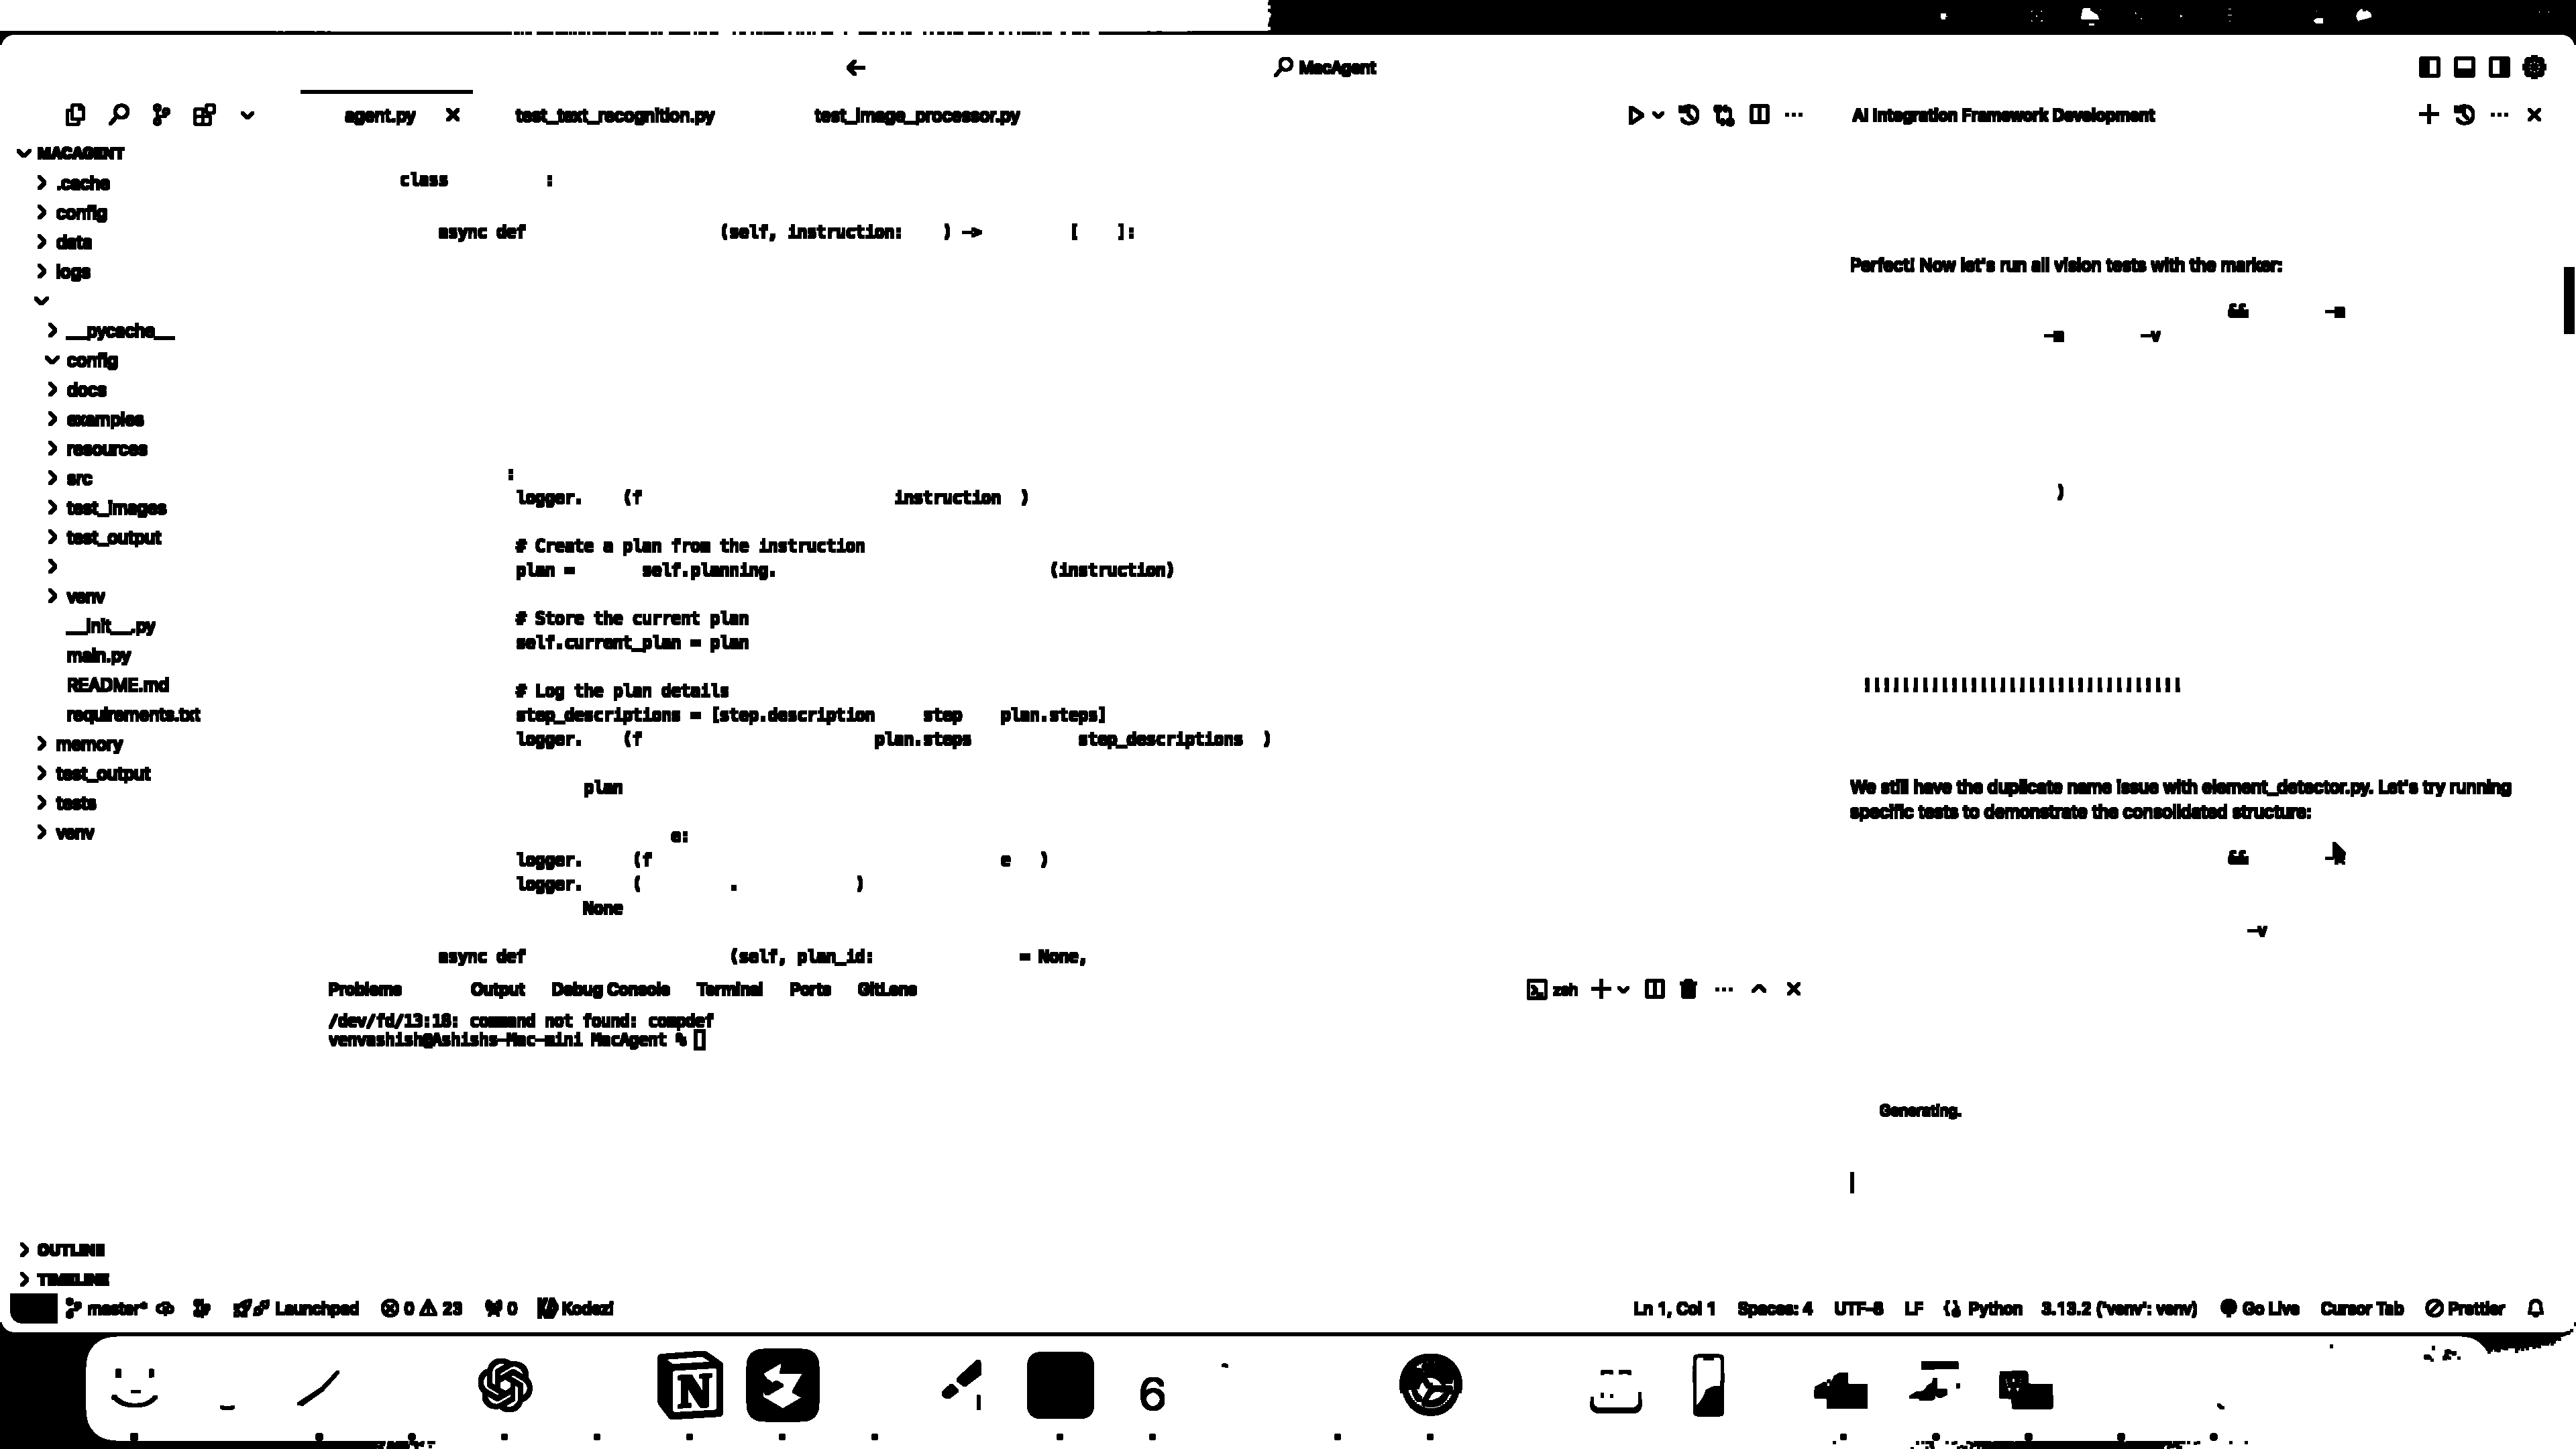 MacAgent
agent.py
test_text_recognition.py
test_image_processor.py
AI Integration Framework Development
MACAGENT
.cache
config
data
logs
__pycache__
config
docs
examples
resources
src
test_images
test_output
venv
__init__.py
main.py
README.md
requirements.txt
memory
test_output
tests
venv
OUTLINE
TIMELINE
class :
async def (self, instruction: ) -> [ ]:
:
logger. (f instruction )
# Create a plan from the instruction
plan = self.planning. (instruction)
# Store the current plan
self.current_plan = plan
# Log the plan details
step_descriptions = [step.description step plan.steps]
logger. (f plan.steps step_descriptions )
plan
e:
logger. (f e )
logger. ( . )
None
async def (self, plan_id: = None,
Problems Output Debug Console Terminal Ports GitLens
zsh
/dev/fd/13:18: command not found: compdef
venvashish@Ashishs-Mac-mini MacAgent %
Perfect! Now let's run all vision tests with the marker:
&& -m
-m -v
)
We still have the duplicate name issue with element_detector.py. Let's try running
specific tests to demonstrate the consolidated structure:
&&
-v
Generating.
master* Launchpad 0 23 0 Kodezi
Ln 1, Col 1 Spaces: 4 UTF-8 LF Python 3.13.2 ('venv': venv) Go Live Cursor Tab Prettier
N
6